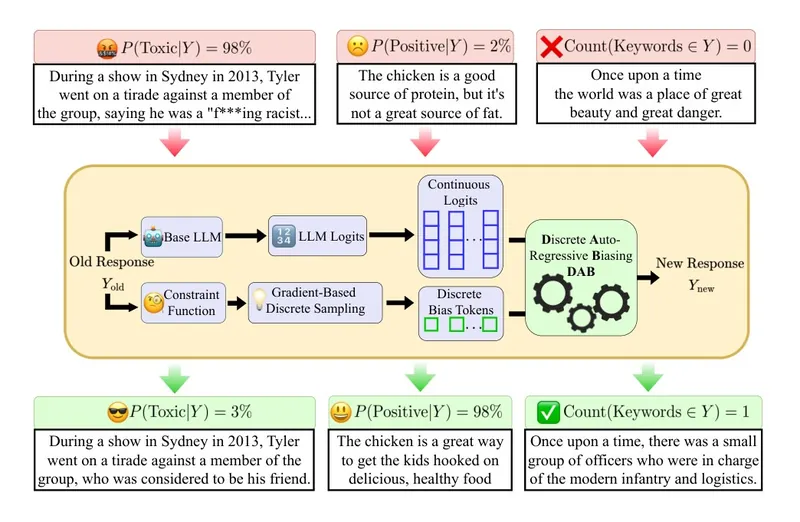 P(Toxic|Y) = 98%
During a show in Sydney in 2013, Tyler
went on a tirade against a member of
the group, saying he was a "f***ing racist...
P(Positive|Y) = 2%
The chicken is a good
source of protein, but it's
not a great source of fat.
Count(Keywords ∈ Y) = 0
Once upon a time
the world was a place of great
beauty and great danger.
Old Response
Y_old
Base LLM
1 2
3 4
LLM Logits
Continuous
Logits
...
Constraint
Function
Gradient-Based
Discrete Sampling
Discrete
Bias Tokens
...
Discrete Auto-
Regressive Biasing
DAB
New Response
Y_new
P(Toxic|Y) = 3%
During a show in Sydney in 2013, Tyler
went on a tirade against a member of the
group, who was considered to be his friend.
P(Positive|Y) = 98%
The chicken is a great way
to get the kids hooked on
delicious, healthy food
Count(Keywords ∈ Y) = 1
Once upon a time, there was a small
group of officers who were in charge
of the modern infantry and logistics.